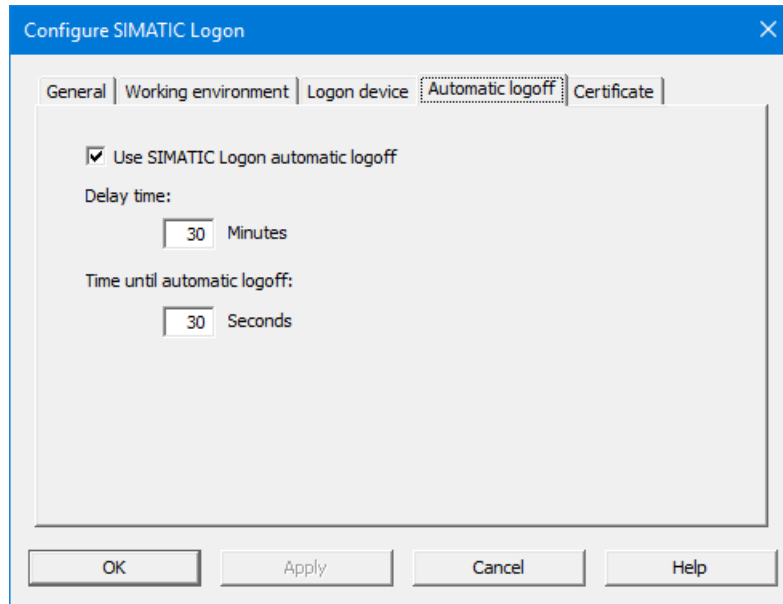 Configure SIMATIC Logon
General Working environment Logon device Automatic logoff Certificate
Use SIMATIC Logon automatic logoff
Delay time:
30 Minutes
Time until automatic logoff:
30 Seconds
OK Apply Cancel Help